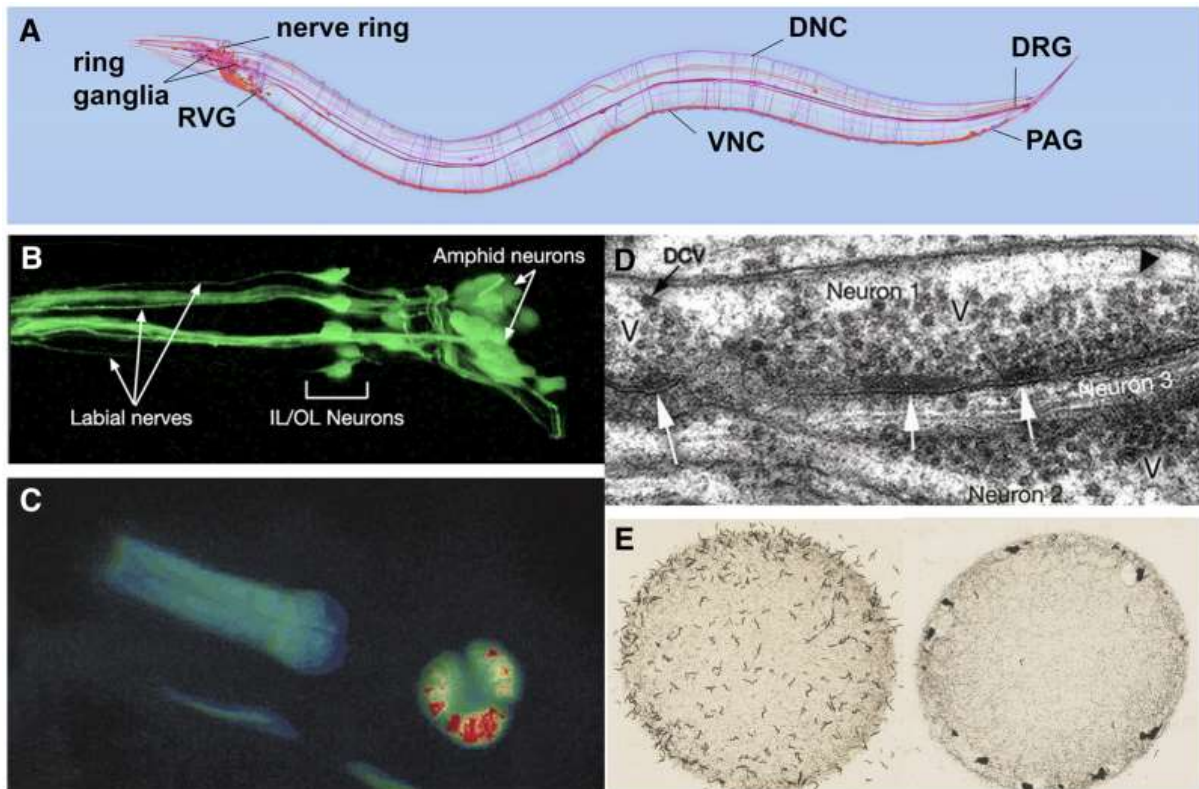 A
nerve ring
ring
ganglia
RVG
DNC
VNC
DRG
PAG
B
Amphid neurons
Labial nerves
IL/OL Neurons
C
D
DCV
Neuron 1
V
V
Neuron 3
V
Neuron 2
E